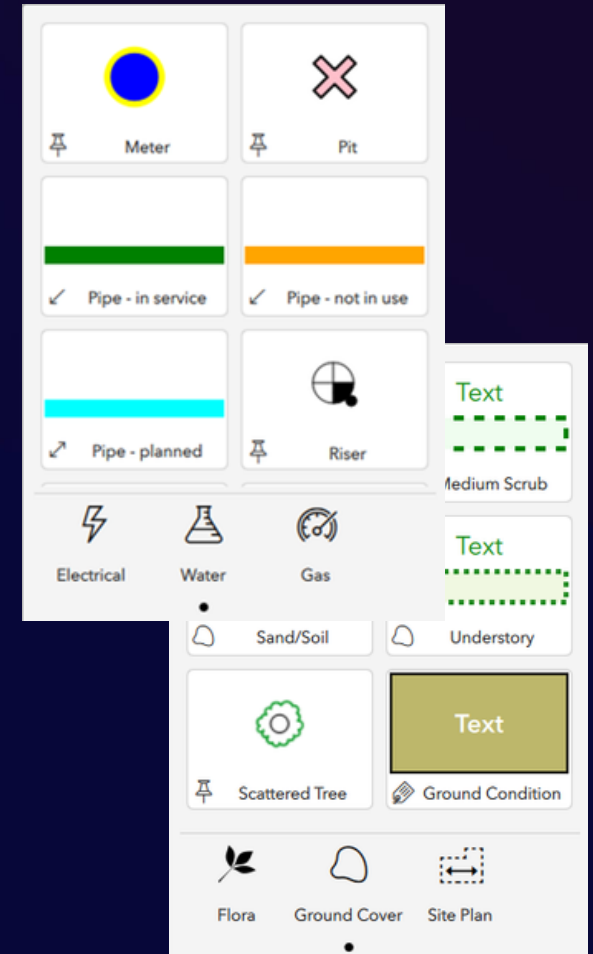 Meter
Pit
Pipe - in service
Pipe - not in use
Pipe - planned
Riser
Electrical
Water
Gas
Text
Medium Scrub
Text
Sand/Soil
Understory
Text
Scattered Tree
Ground Condition
Flora
Ground Cover
Site Plan